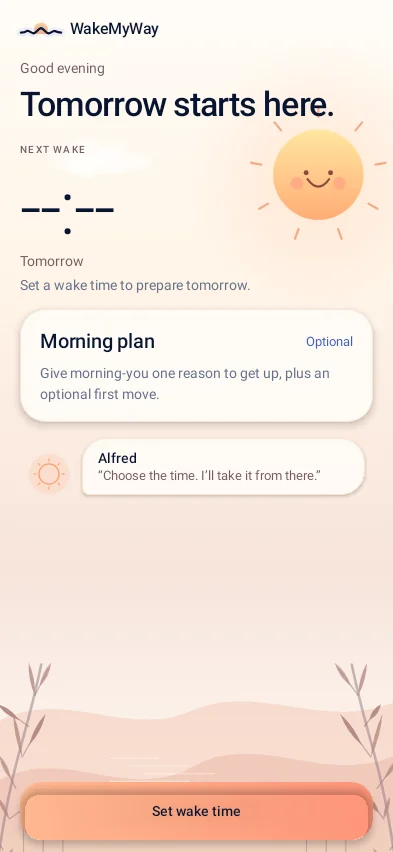 WakeMyWay
Good evening
Tomorrow starts here.
NEXT WAKE
--:--
Tomorrow
Set a wake time to prepare tomorrow.
Morning plan
Optional
Give morning-you one reason to get up, plus an
optional first move.
Alfred
“Choose the time. I’ll take it from there.”
Set wake time